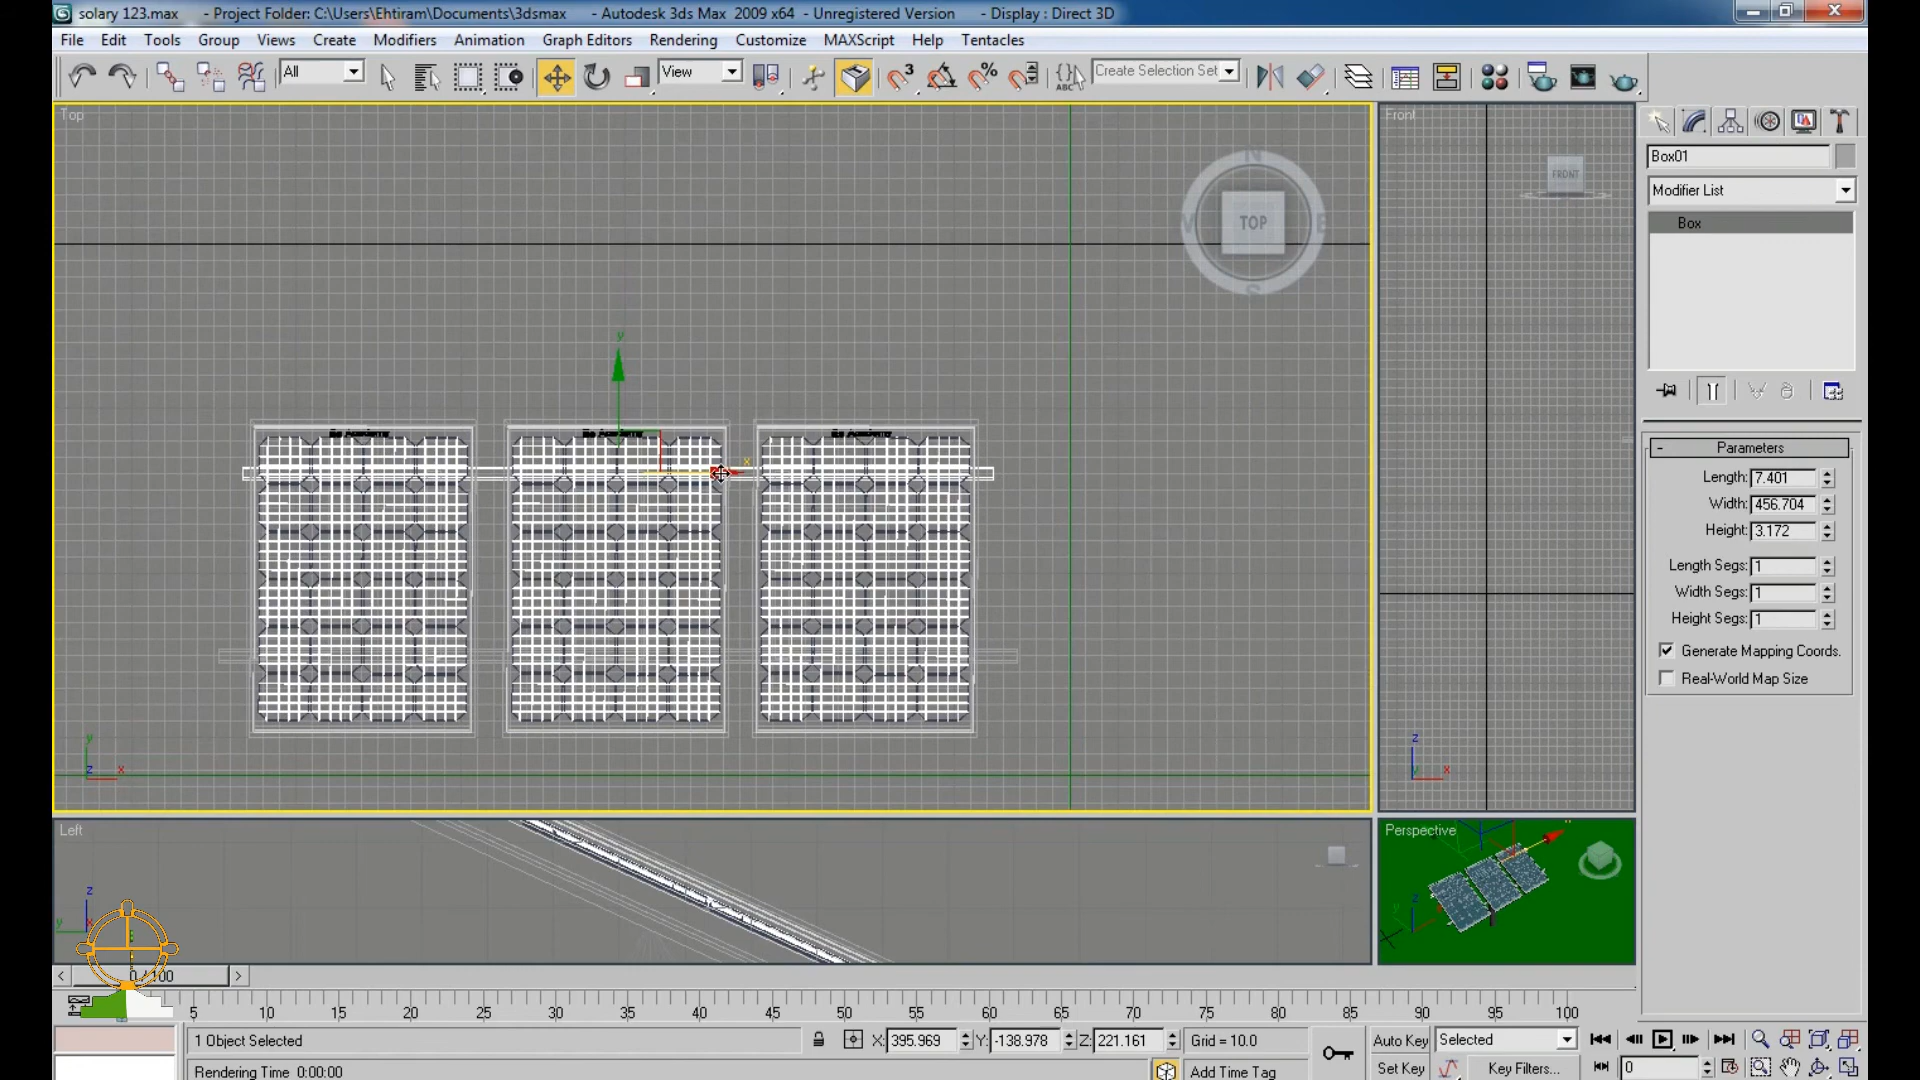 solary 123.max - Project Folder: C:\Users\Ehtiram\Documents\3dsmax - Autodesk 3ds Max 2009 x64 - Unregistered Version - Display : Direct 3D
File Edit Tools Group Views Create Modifiers Animation Graph Editors Rendering Customize MAXScript Help Tentacles
All View Create Selection Set
Top
Front
N
TOP
S
FRONT
Box01
Modifier List
Box
Parameters
Length: 7.401
Width: 456.704
Height: 3.172
Length Segs: 1
Width Segs: 1
Height Segs: 1
Generate Mapping Coords.
Real-World Map Size
y
x
y
z x
z
y x
Left
z
y x
Perspective
0 / 100
5 10 15 20 25 30 35 40 45 50 55 60 65 70 75 80 85 90 95 100
1 Object Selected X: 395.969 Y: -138.978 Z: 221.161 Grid = 10.0 Auto Key Selected
Rendering Time 0:00:00 Add Time Tag Set Key Key Filters... 0